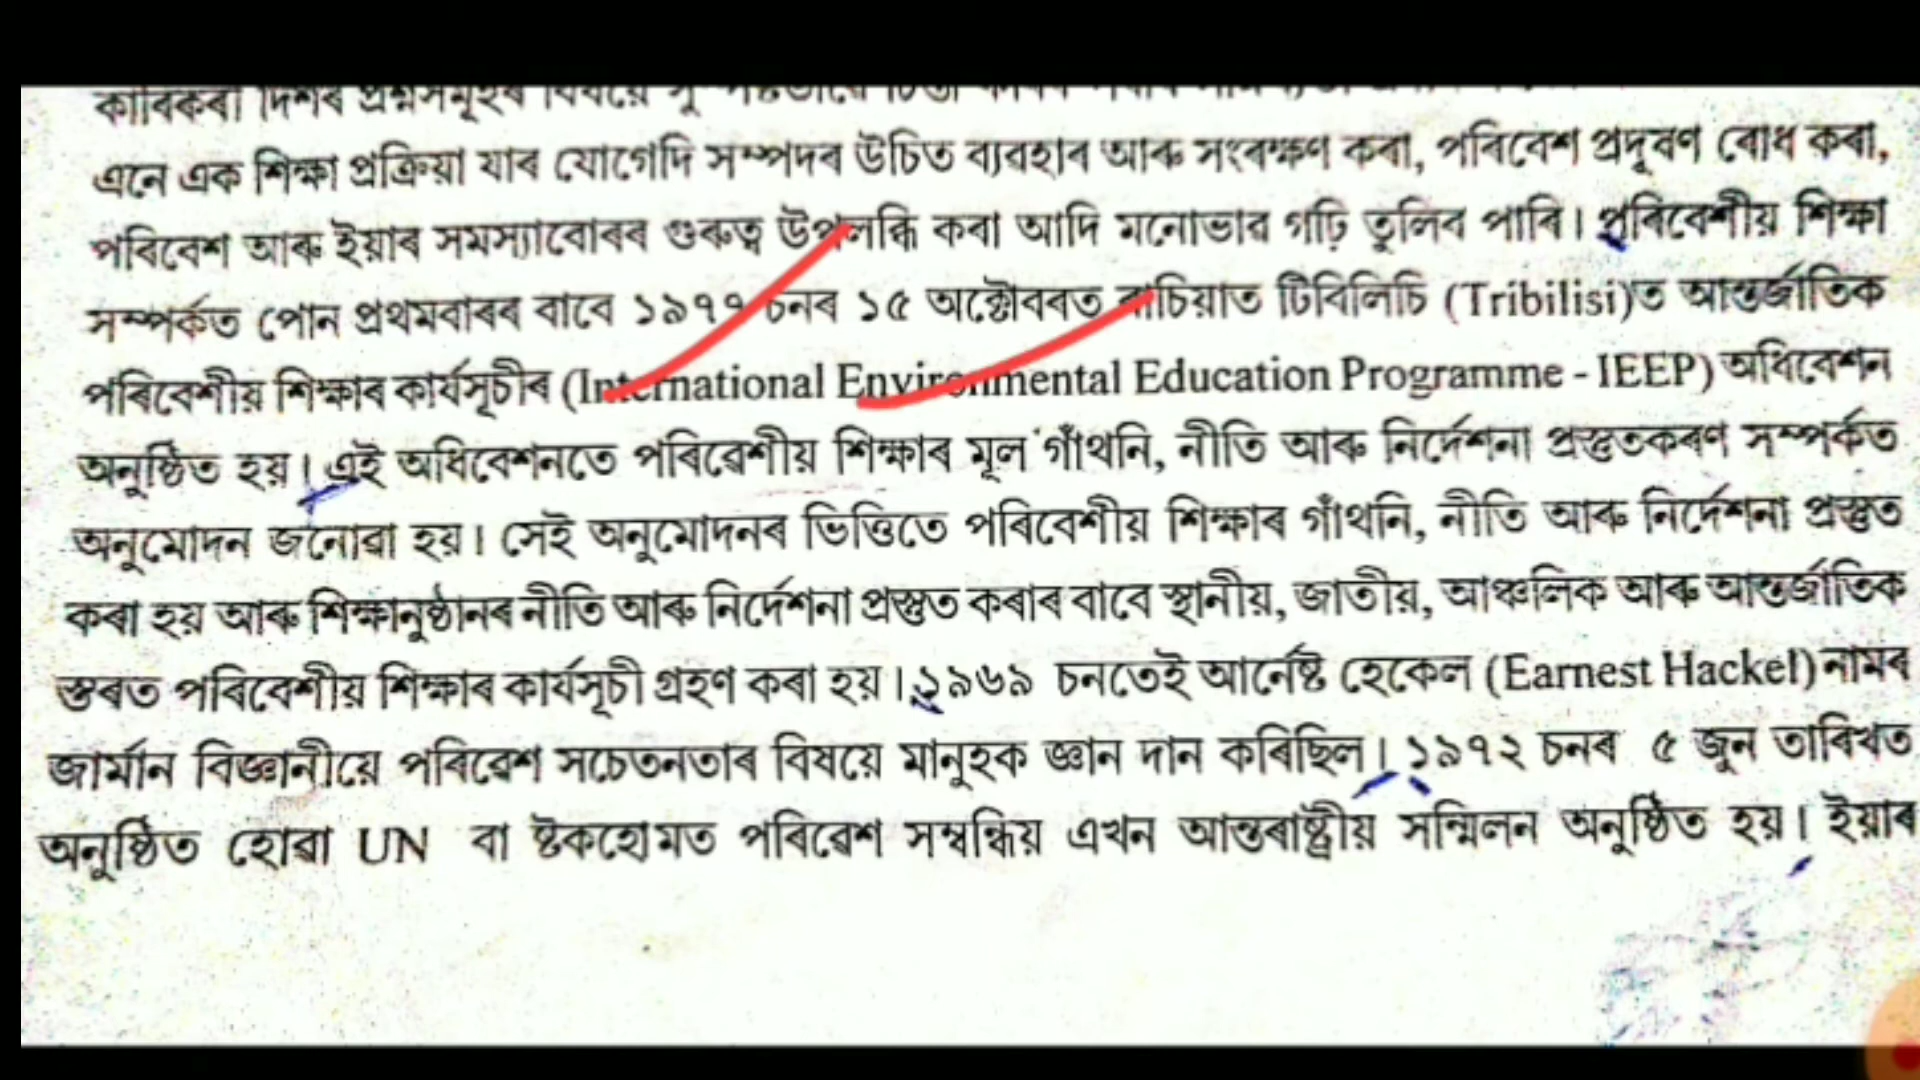 কাৰিকৰী দিশৰ প্ৰশ্নসমূহৰ বিষয়ে
এনে এক শিক্ষা প্ৰক্ৰিয়া যাৰ যোগেদি সম্পদৰ উচিত ব্যৱহাৰ আৰু সংৰক্ষণ কৰা, পৰিবেশ প্ৰদূষণ ৰোধ কৰা,
পৰিবেশ আৰু ইয়াৰ সমস্যাবোৰৰ গুৰুত্ব উপলব্ধি কৰা আদি মনোভাৱ গঢ়ি তুলিব পাৰি। পৰিবেশীয় শিক্ষা
সম্পৰ্কত পোন প্ৰথমবাৰৰ বাবে ১৯৭৭ চনৰ ১৫ অক্টোবৰত ৰাচিয়াত টিবিলিচি (Tribilisi)ত আন্তৰ্জাতিক
পৰিবেশীয় শিক্ষাৰ কাৰ্যসূচীৰ (International Environmental Education Programme - IEEP) অধিবেশন
অনুষ্ঠিত হয়। এই অধিবেশনতে পৰিৱেশীয় শিক্ষাৰ মূল গাঁথনি, নীতি আৰু নিৰ্দেশনা প্ৰস্তুতকৰণ সম্পৰ্কত
অনুমোদন জনোৱা হয়। সেই অনুমোদনৰ ভিত্তিতে পৰিবেশীয় শিক্ষাৰ গাঁথনি, নীতি আৰু নিৰ্দেশনা প্ৰস্তুত
কৰা হয় আৰু শিক্ষানুষ্ঠানৰ নীতি আৰু নিৰ্দেশনা প্ৰস্তুত কৰাৰ বাবে স্থানীয়, জাতীয়, আঞ্চলিক আৰু আন্তৰ্জাতিক
স্তৰত পৰিবেশীয় শিক্ষাৰ কাৰ্যসূচী গ্ৰহণ কৰা হয়। ১৯৬৯ চনতেই আৰ্নেষ্ট হেকেল (Earnest Hackel) নামৰ
জাৰ্মান বিজ্ঞানীয়ে পৰিৱেশ সচেতনতাৰ বিষয়ে মানুহক জ্ঞান দান কৰিছিল। ১৯৭২ চনৰ ৫ জুন তাৰিখত
অনুষ্ঠিত হোৱা UN বা ষ্টকহোমত পৰিৱেশ সম্বন্ধিয় এখন আন্তৰাষ্ট্ৰীয় সন্মিলন অনুষ্ঠিত হয়। ইয়াৰ